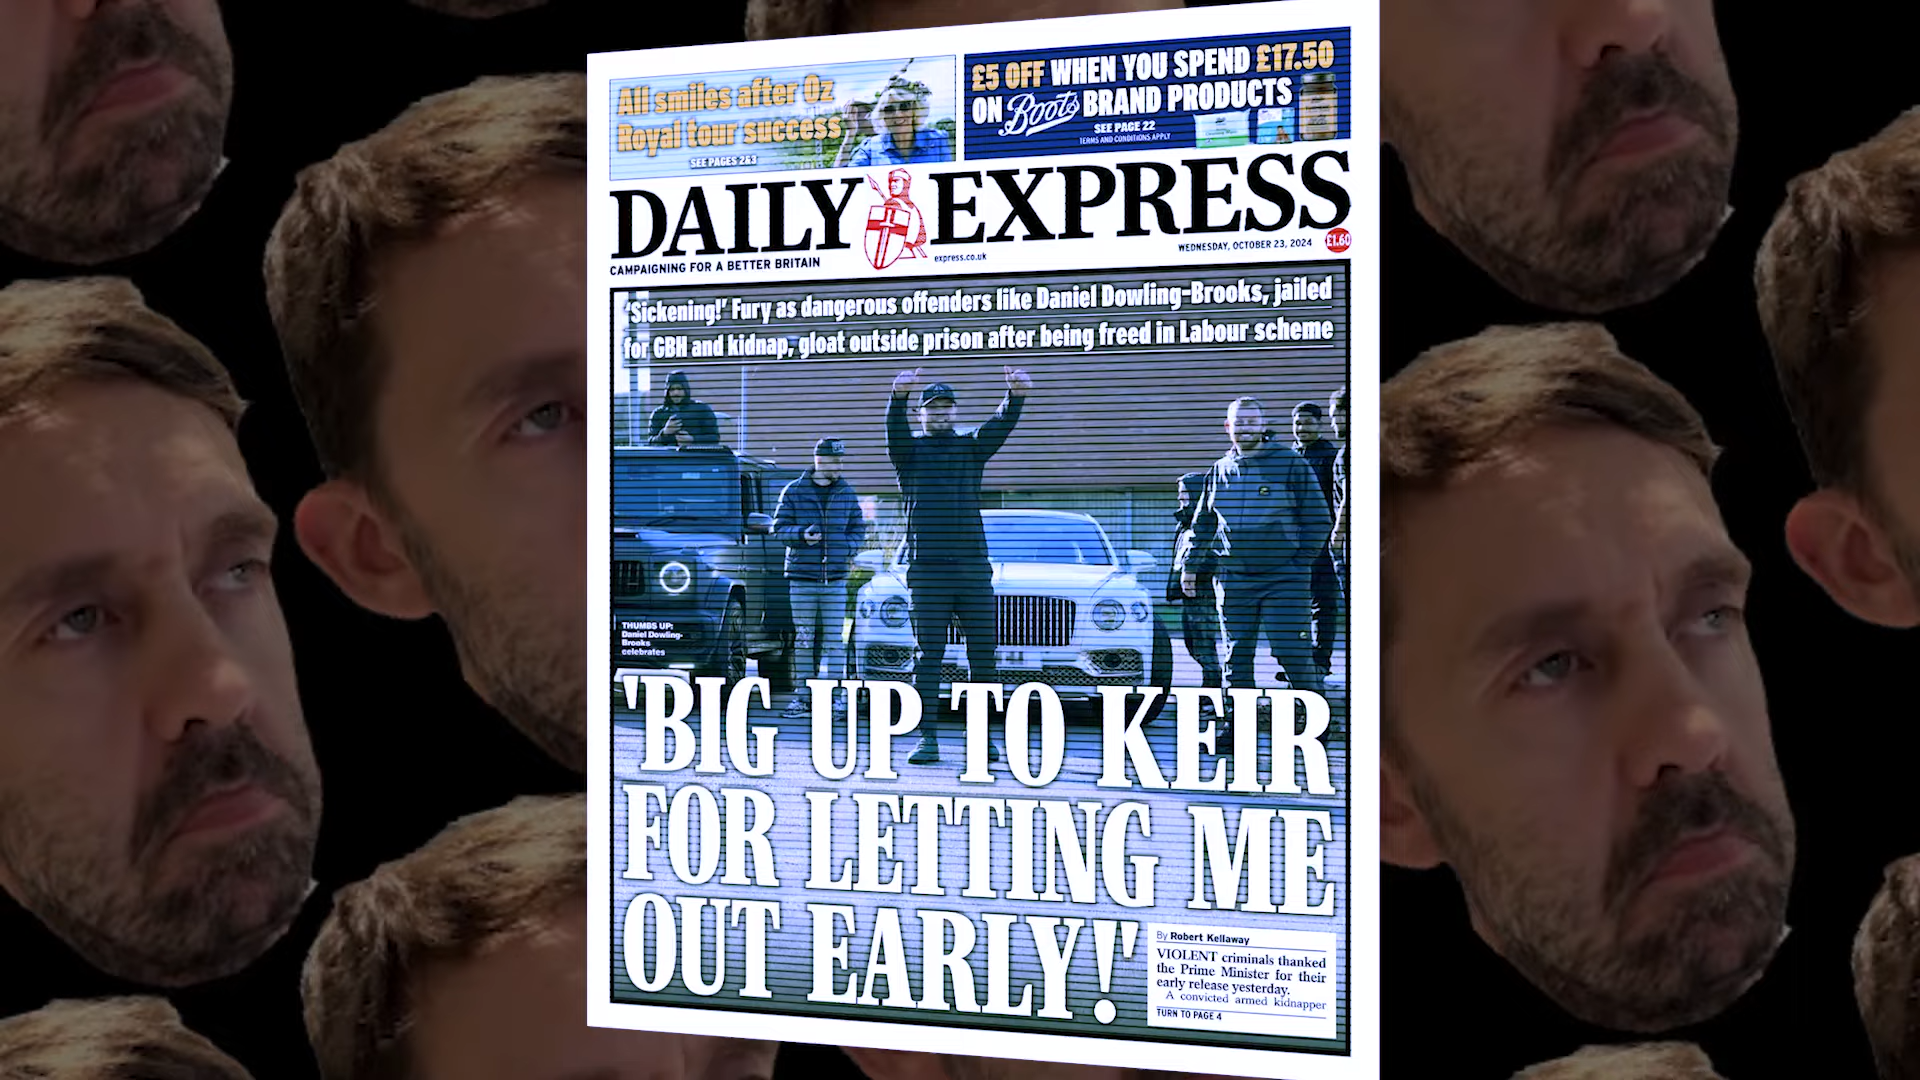 All smiles after Oz
Royal tour success
SEE PAGES 2&3
£5 OFF WHEN YOU SPEND £17.50
ON Boots BRAND PRODUCTS
SEE PAGE 22
TERMS AND CONDITIONS APPLY
DAILY EXPRESS
CAMPAIGNING FOR A BETTER BRITAIN
express.co.uk
WEDNESDAY, OCTOBER 23, 2024
£1.60
'Sickening!' Fury as dangerous offenders like Daniel Dowling-Brooks, jailed
for GBH and kidnap, gloat outside prison after being freed in Labour scheme
THUMBS UP:
Daniel Dowling-
Brooks
celebrates
'BIG UP TO KEIR
FOR LETTING ME
OUT EARLY!'
By Robert Kellaway
VIOLENT criminals thanked
the Prime Minister for their
early release yesterday.
A convicted armed kidnapper
TURN TO PAGE 4